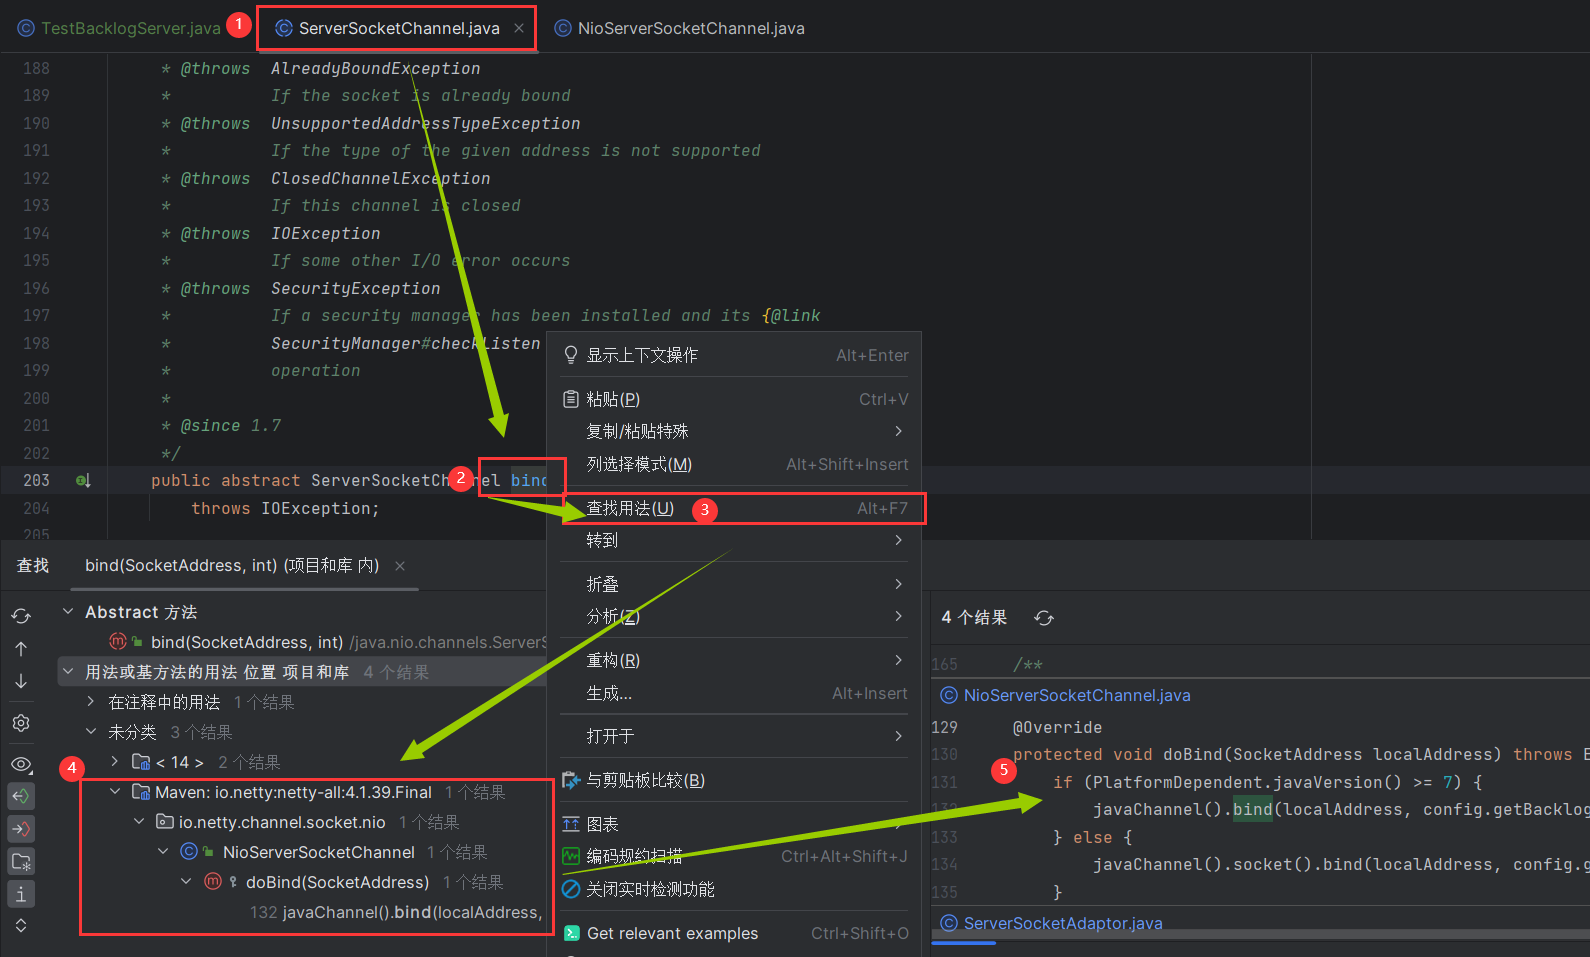 TestBacklogServer.java
1
ServerSocketChannel.java
NioServerSocketChannel.java
188 * @throws AlreadyBoundException
189 * If the socket is already bound
190 * @throws UnsupportedAddressTypeException
191 * If the type of the given address is not supported
192 * @throws ClosedChannelException
193 * If this channel is closed
194 * @throws IOException
195 * If some other I/O error occurs
196 * @throws SecurityException
197 * If a security manager has been installed and its {@link
198 * SecurityManager#checkListen
199 * operation
200 *
201 * @since 1.7
202 */
203 public abstract ServerSocketChannel bind
2
204 throws IOException;
205
显示上下文操作 Alt+Enter
粘贴(P) Ctrl+V
复制/粘贴特殊
列选择模式(M) Alt+Shift+Insert
查找用法(U) 3 Alt+F7
转到
折叠
分析(Z)
重构(R)
生成... Alt+Insert
打开于
与剪贴板比较(B)
图表
编码规约扫描 Ctrl+Alt+Shift+J
关闭实时检测功能
Get relevant examples Ctrl+Shift+O
查找 bind(SocketAddress, int) (项目和库 内)
Abstract 方法
bind(SocketAddress, int) /java.nio.channels.ServerS
用法或基方法的用法 位置 项目和库 4 个结果
在注释中的用法 1 个结果
未分类 3 个结果
< 14 > 2 个结果
4
Maven: io.netty:netty-all:4.1.39.Final 1 个结果
io.netty.channel.socket.nio 1 个结果
NioServerSocketChannel 1 个结果
doBind(SocketAddress) 1 个结果
132 javaChannel().bind(localAddress,
4 个结果
165 /**
NioServerSocketChannel.java
129 @Override
130 protected void doBind(SocketAddress localAddress) throws E
5
131 if (PlatformDependent.javaVersion() >= 7) {
132 javaChannel().bind(localAddress, config.getBacklog
133 } else {
134 javaChannel().socket().bind(localAddress, config.g
135 }
ServerSocketAdaptor.java